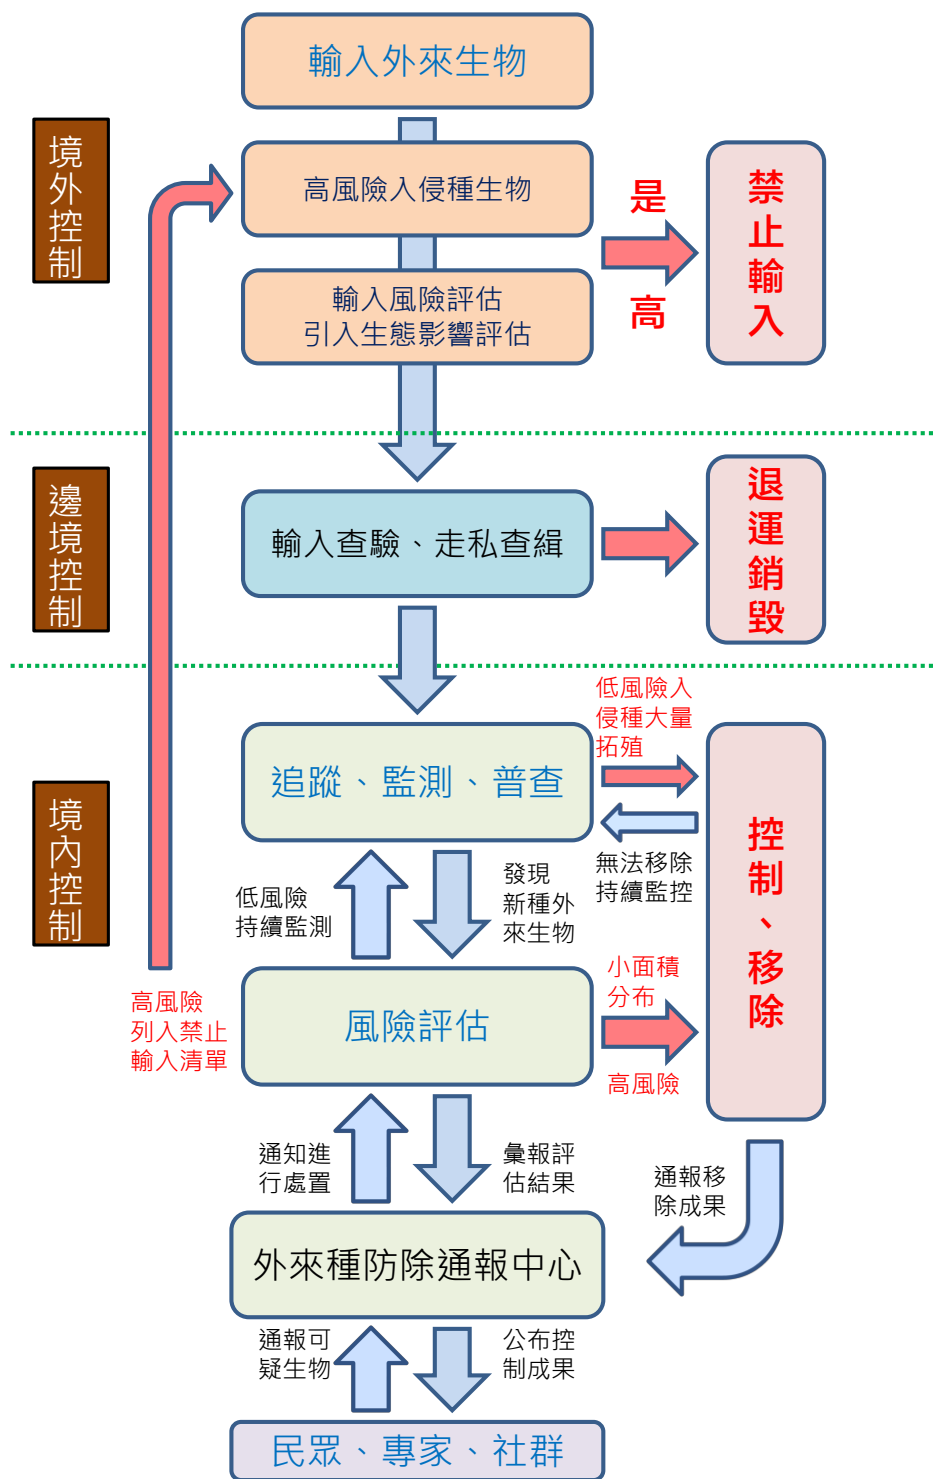 輸入外來生物
境外控制
高風險入侵種生物
是
高
禁止輸入
輸入風險評估
引入生態影響評估
邊境控制
輸入查驗、走私查緝
退運銷毀
境內控制
低風險入
侵種大量
拓殖
追蹤、監測、普查
控制、移除
無法移除
持續監控
低風險
持續監測
發現
新種外
來生物
小面積
分布
高風險
列入禁止
輸入清單
風險評估
高風險
通知進
行處置
彙報評
估結果
通報移
除成果
外來種防除通報中心
通報可
疑生物
公布控
制成果
民眾、專家、社群